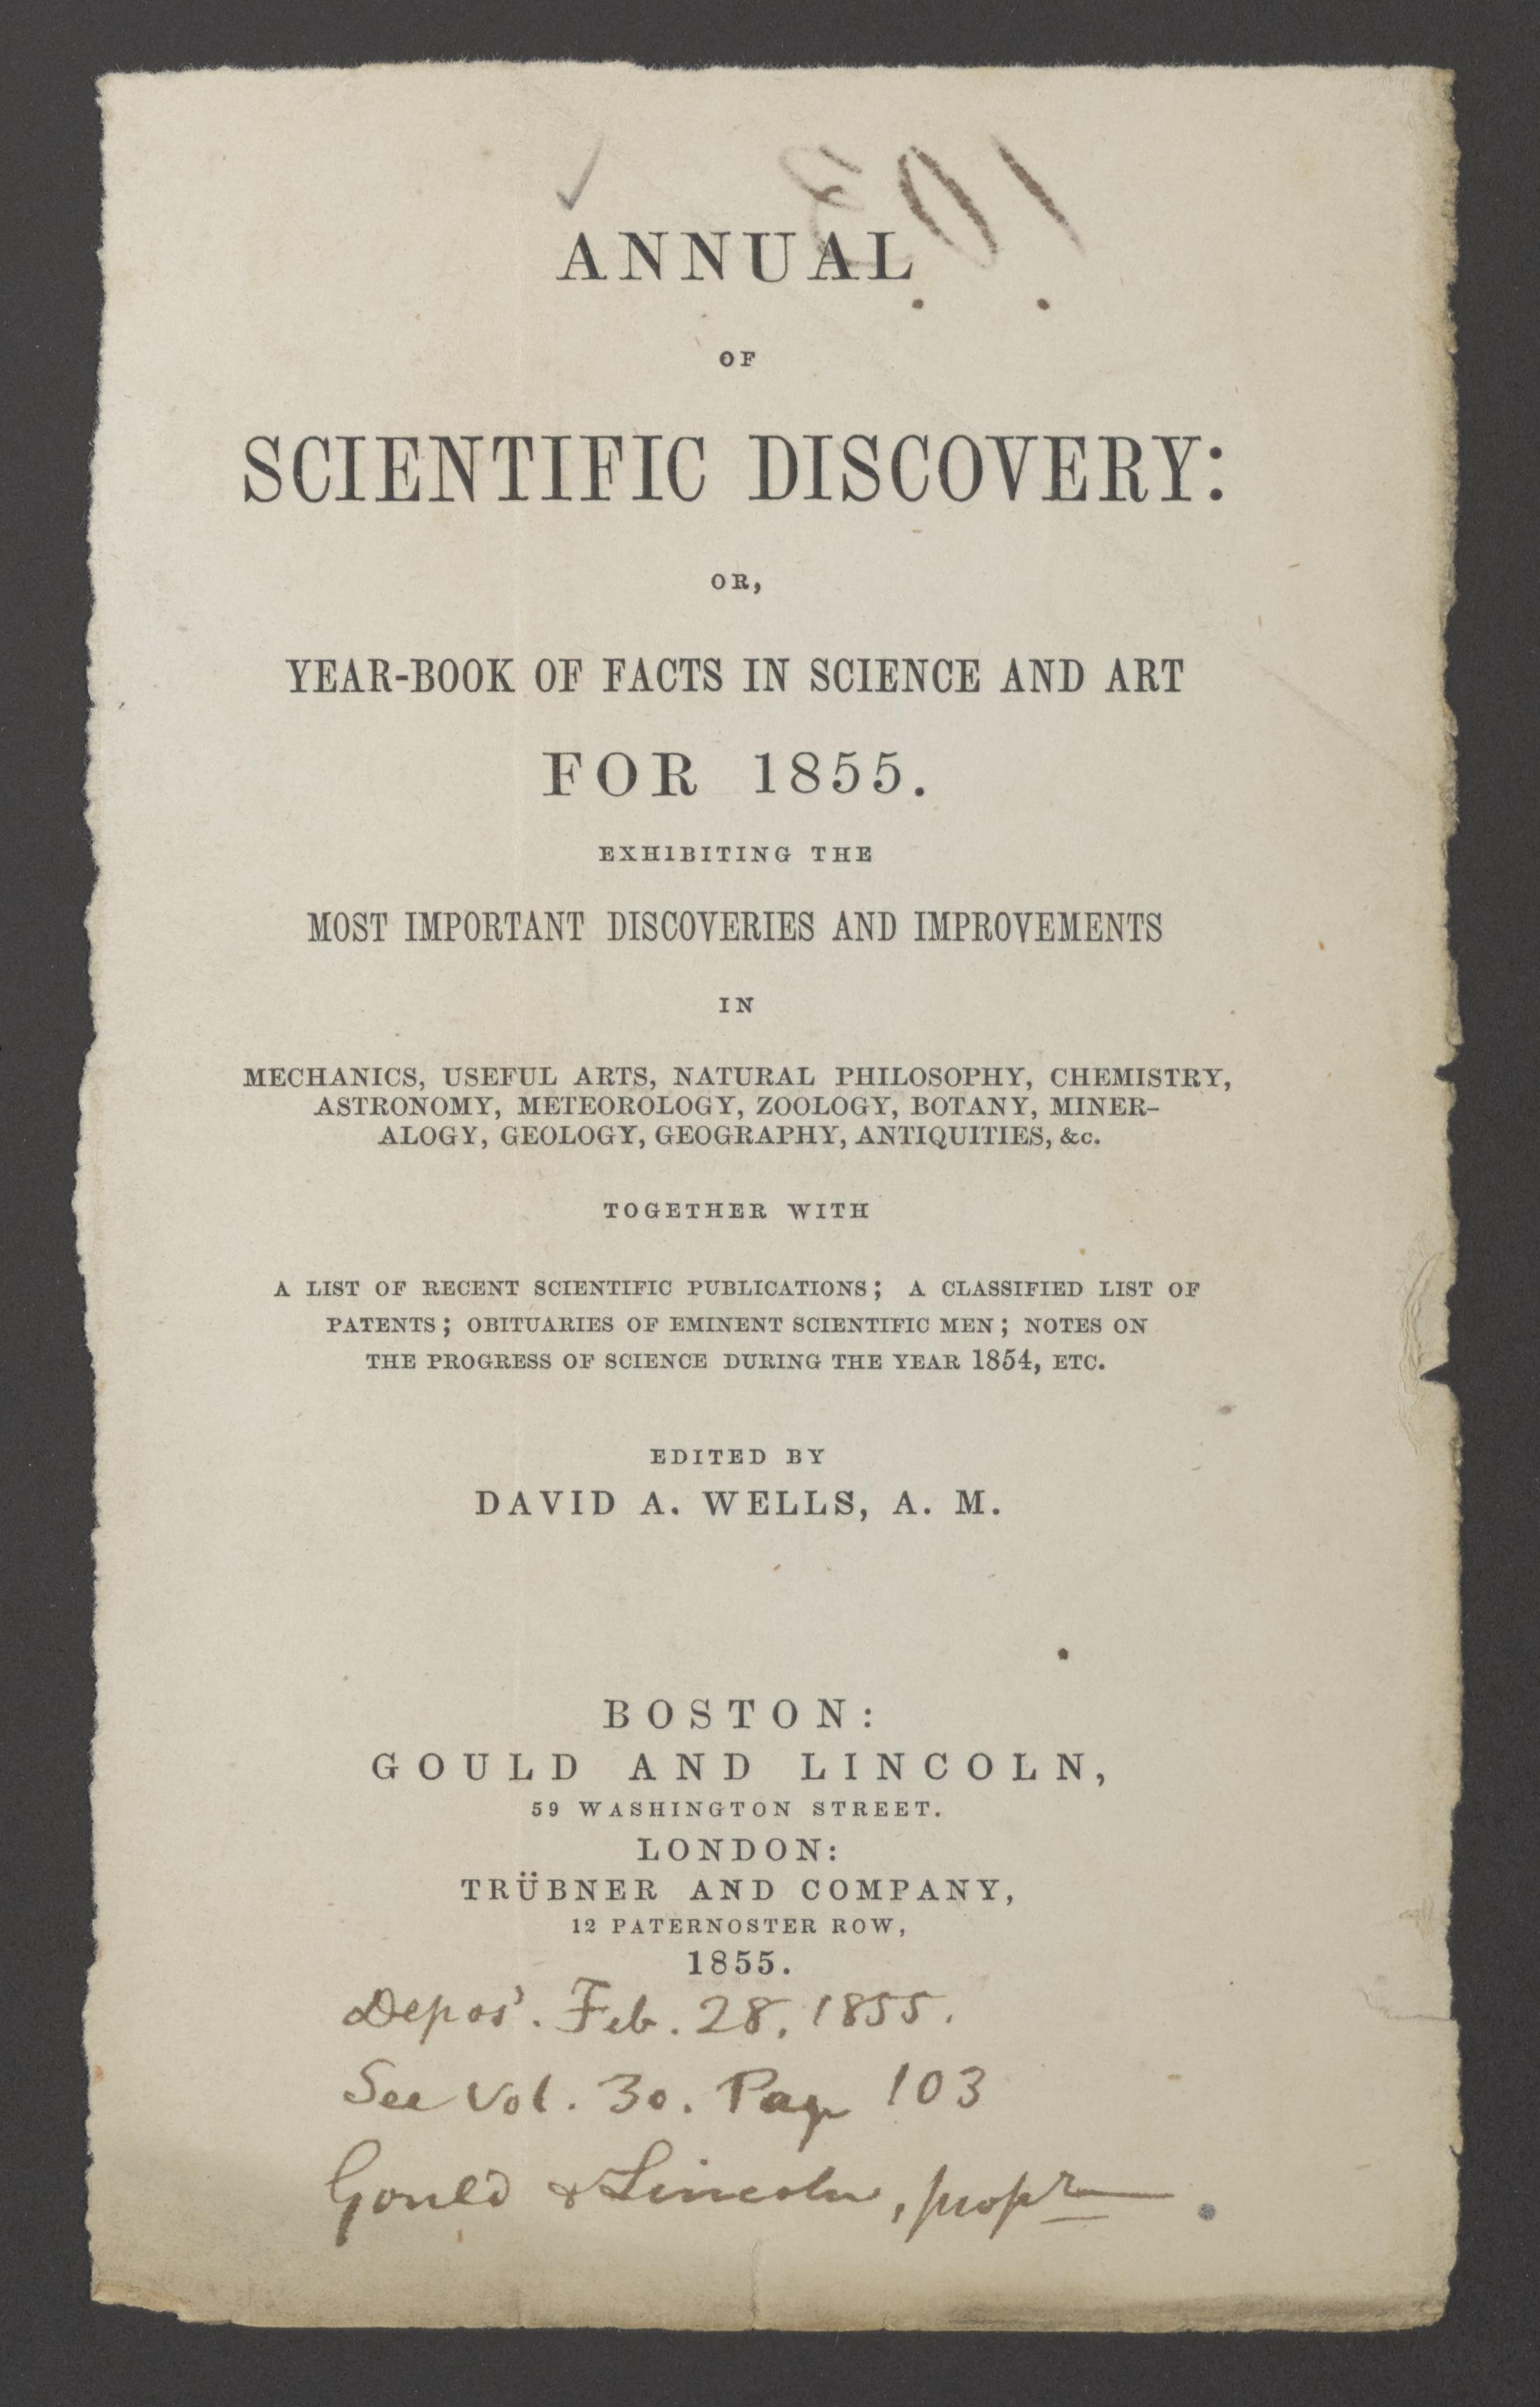 ANNUAL
OF
SCIENTIFIC DISCOVERY:
OR,
YEAR-BOOK OF FACTS IN SCIENCE AND ART
FOR 1855.
EXHIBITING THE
MOST IMPORTANT DISCOVERIES AND IMPROVEMENTS
IN
MECHANICS, USEFUL ARTS, NATURAL PHILOSOPHY, CHEMISTRY,
ASTRONOMY, METEOROLOGY, ZOOLOGY, BOTANY, MINER-
ALOGY, GEOLOGY, GEOGRAPHY, ANTIQUITIES, &c.
TOGETHER WITH
A LIST OF RECENT SCIENTIFIC PUBLICATIONS; A CLASSIFIED LIST OF
PATENTS; OBITUARIES OF EMINENT SCIENTIFIC MEN; NOTES ON
THE PROGRESS OF SCIENCE DURING THE YEAR 1854, ETC.
EDITED BY
DAVID A. WELLS, A. M.
BOSTON:
GOULD AND LINCOLN,
59 WASHINGTON STREET.
LONDON:
TRÜBNER AND COMPANY,
12 PATERNOSTER ROW,
1855.
Depos'. Feb. 28, 1855.
See Vol. 30. Page 103
Gould & Lincoln, propr.